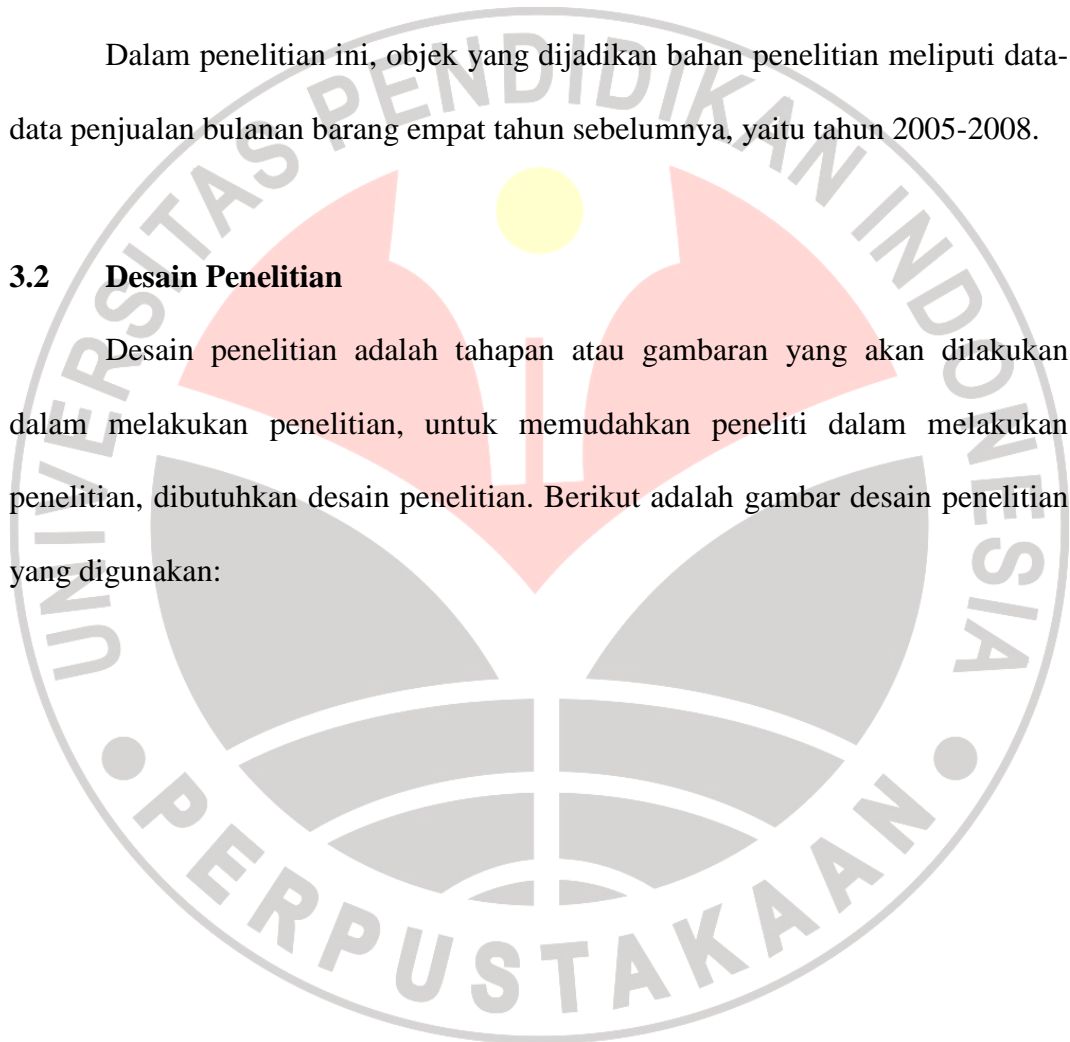 Dalam penelitian ini, objek yang dijadikan bahan penelitian meliputi data-
data penjualan bulanan barang empat tahun sebelumnya, yaitu tahun 2005-2008.
3.2 Desain Penelitian
Desain penelitian adalah tahapan atau gambaran yang akan dilakukan
dalam melakukan penelitian, untuk memudahkan peneliti dalam melakukan
penelitian, dibutuhkan desain penelitian. Berikut adalah gambar desain penelitian
yang digunakan:
UNIVERSITAS PENDIDIKAN INDONESIA
PERPUSTAKAAN